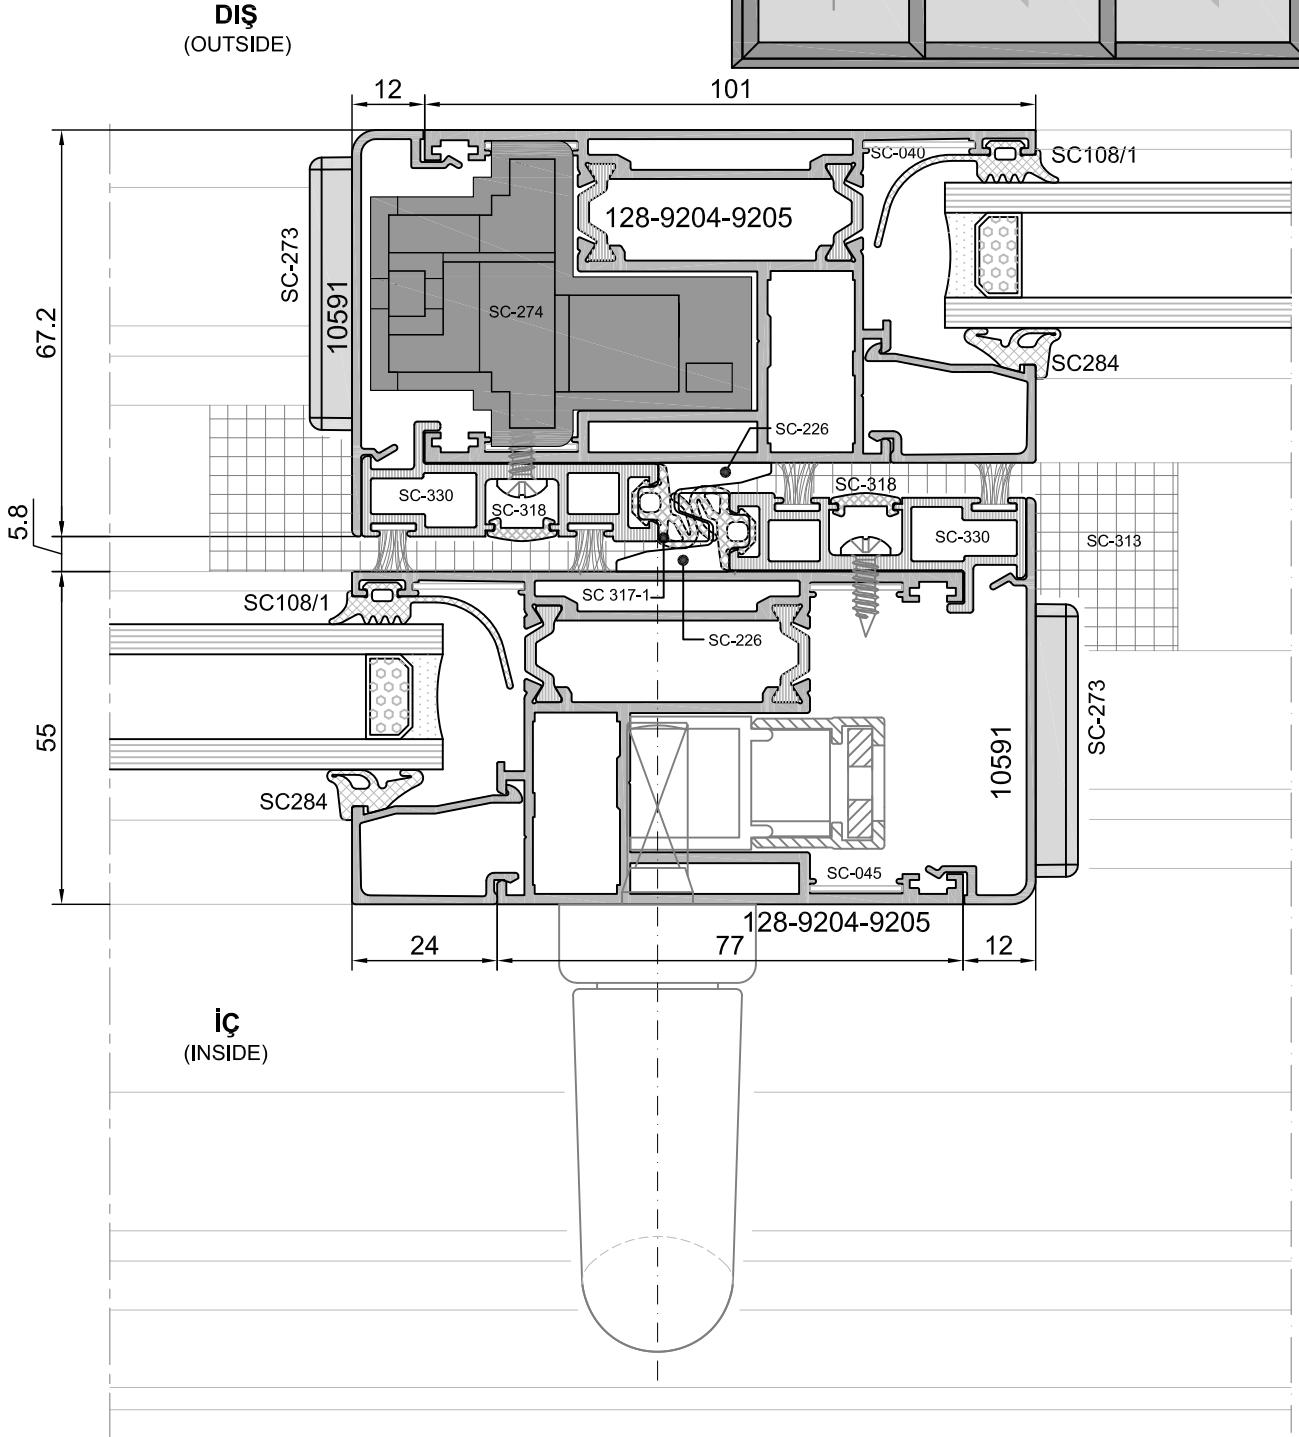 DIŞ
(OUTSIDE)
12
101
SC-040
SC108/1
128-9204-9205
SC-273
10591
SC-274
67.2
SC284
SC-226
SC-330
SC-318
SC-318
SC-330
SC-313
5.8
SC108/1
SC 317-1
SC-226
SC-273
10591
55
SC284
SC-045
128-9204-9205
24
77
12
İÇ
(INSIDE)